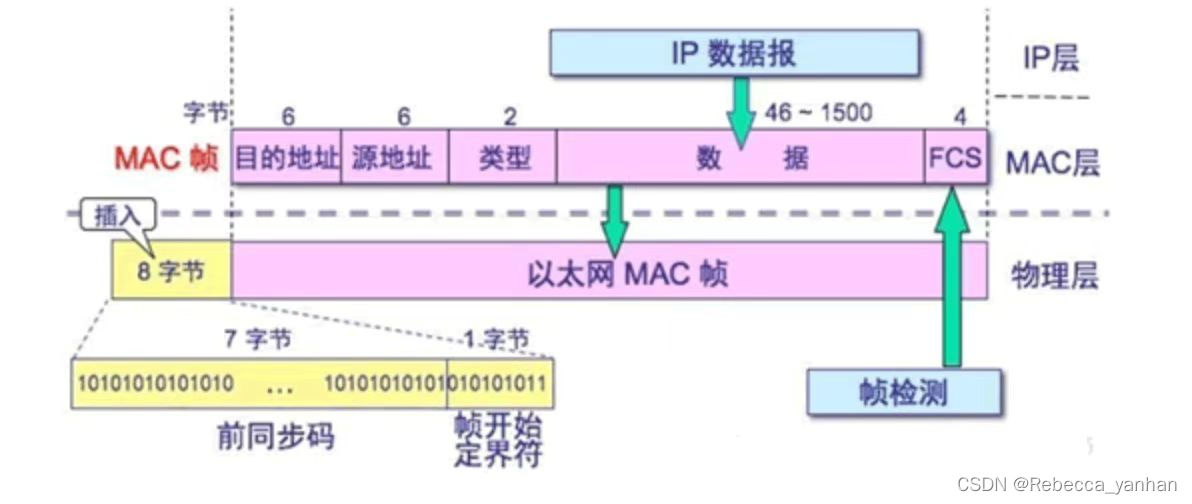 IP 数据报
IP层
字节 6 6 2 46 ~ 1500 4
MAC 帧 目的地址 源地址 类型 数 据 FCS MAC层
插入
8 字节 以太网 MAC 帧 物理层
7 字节 1 字节
10101010101010 ... 10101010101010101011
帧检测
前同步码 帧开始
定界符
CSDN @Rebecca_yanhan